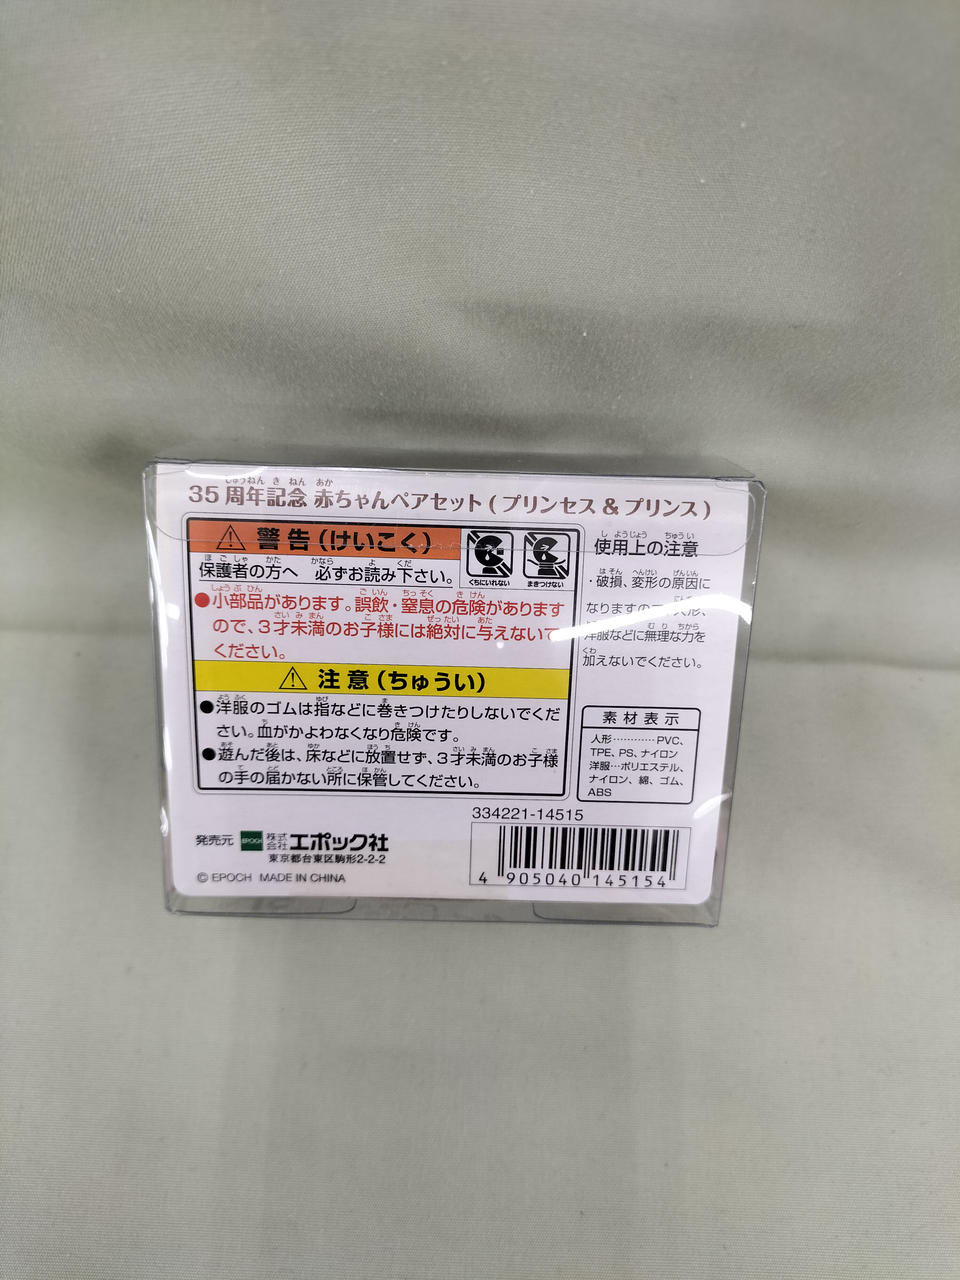 35周年記念 赤ちゃんペアセット(プリンセス&プリンス)
警告(けいこく)
くちにいれない
まきつけない
保護者の方へ 必ずお読み下さい。
●小部品があります。誤飲・窒息の危険があります
ので、3才未満のお子様には絶対に与えないで
ください。
注意(ちゅうい)
●洋服のゴムは指などに巻きつけたりしないでくだ
さい。血がかよわなくなり危険です。
●遊んだ後は、床などに放置せず、3才未満のお子様
の手の届かない所に保管してください。
使用上の注意
・破損、変形の原因に
なりますので人形、
洋服などに無理な力を
加えないでください。
素材表示
人形…………PVC、
TPE、PS、ナイロン
洋服…ポリエステル、
ナイロン、綿、ゴム、
ABS
334221-14515
4 905040 145154
発売元 EPOCH 株式会社 エポック社
東京都台東区駒形2-2-2
© EPOCH MADE IN CHINA